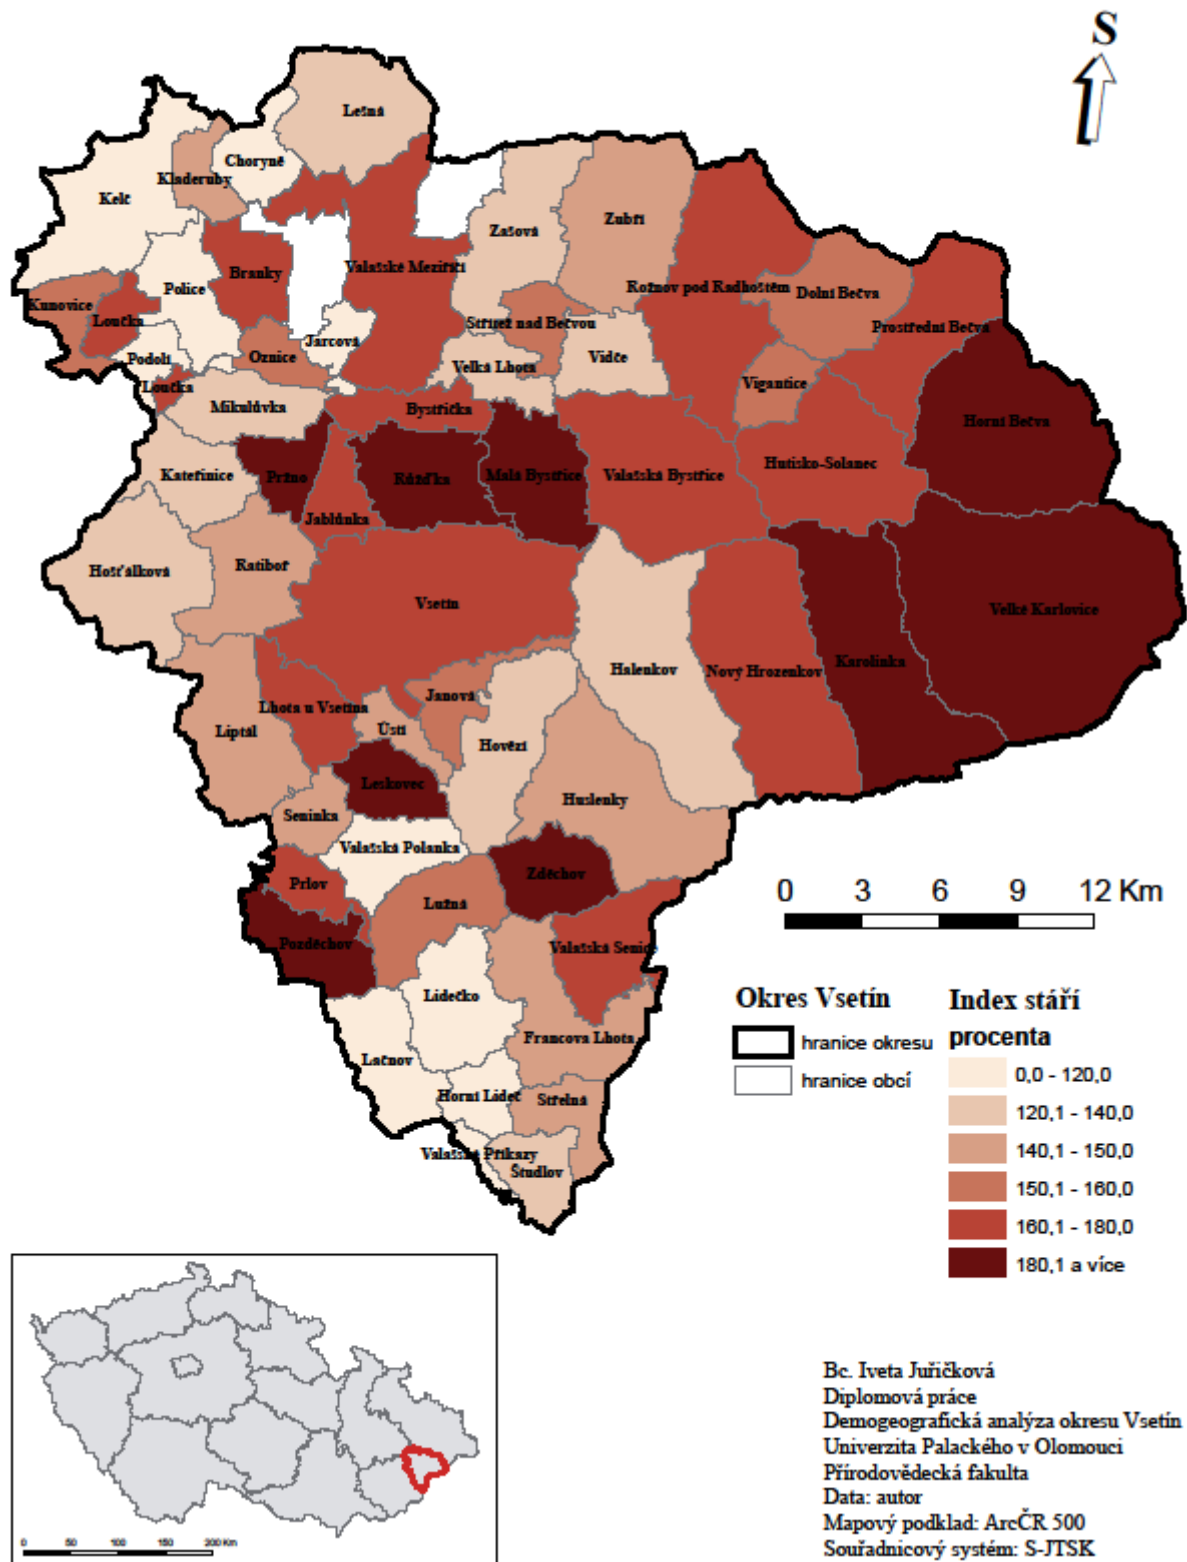 S
Lešná
Choryně
Kladeruby
Kelč
Zašová
Zubří
Branky
Valašské Meziříčí
Police
Rožnov pod Radhoštěm
Dolní Bečva
Kunovice
Loučka
Střítež nad Bečvou
Prostřední Bečva
Jarcová
Podolí
Oznice
Velká Lhota
Vidče
Vigantice
Loučka
Mikulůvka
Bystřička
Horní Bečva
Kateřinice
Pržno
Růžďka
Malá Bystřice
Valašská Bystřice
Hutisko-Solanec
Jablůnka
Hošťálková
Ratiboř
Vsetín
Velké Karlovice
Halenkov
Nový Hrozenkov
Karolinka
Lhota u Vsetína
Janová
Liptál
Ústí
Hovězí
Leskovec
Seninka
Huslenky
Valašská Polanka
Zděchov
Prlov
Lužná
Pozděchov
Valašská Senice
Lidečko
Francova Lhota
Lačnov
Horní Lideč
Střelná
Valašské Příkazy
Študlov
0 3 6 9 12 Km
Okres Vsetín
hranice okresu
hranice obcí
Index stáří
procenta
0,0 - 120,0
120,1 - 140,0
140,1 - 150,0
150,1 - 160,0
160,1 - 180,0
180,1 a více
0 50 100 150 200 Km
Bc. Iveta Juřičková
Diplomová práce
Demogeografická analýza okresu Vsetín
Univerzita Palackého v Olomouci
Přírodovědecká fakulta
Data: autor
Mapový podklad: ArcČR 500
Souřadnicový systém: S-JTSK